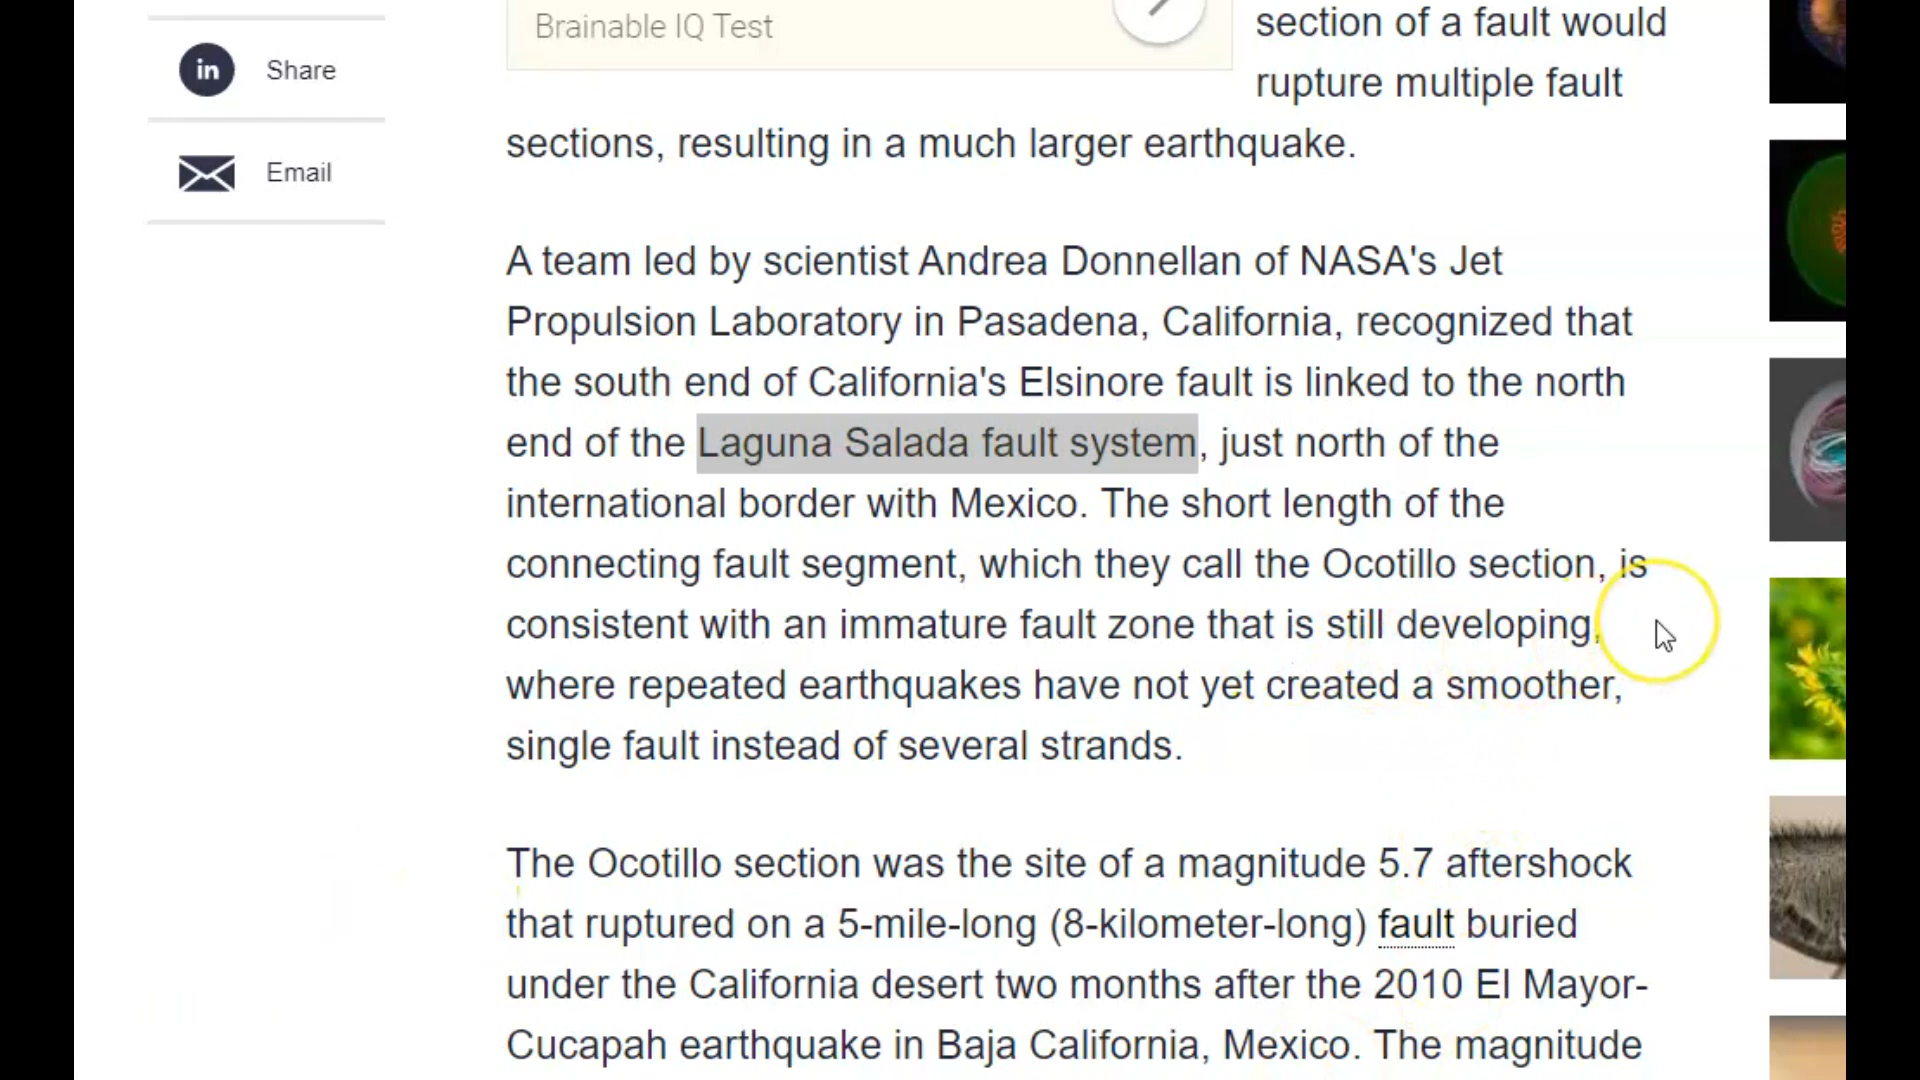 Brainable IQ Test
section of a fault would
in Share
rupture multiple fault
sections, resulting in a much larger earthquake.
Email
A team led by scientist Andrea Donnellan of NASA's Jet
Propulsion Laboratory in Pasadena, California, recognized that
the south end of California's Elsinore fault is linked to the north
end of the Laguna Salada fault system, just north of the
international border with Mexico. The short length of the
connecting fault segment, which they call the Ocotillo section, is
consistent with an immature fault zone that is still developing,
where repeated earthquakes have not yet created a smoother,
single fault instead of several strands.
The Ocotillo section was the site of a magnitude 5.7 aftershock
that ruptured on a 5-mile-long (8-kilometer-long) fault buried
under the California desert two months after the 2010 El Mayor-
Cucapah earthquake in Baja California, Mexico. The magnitude